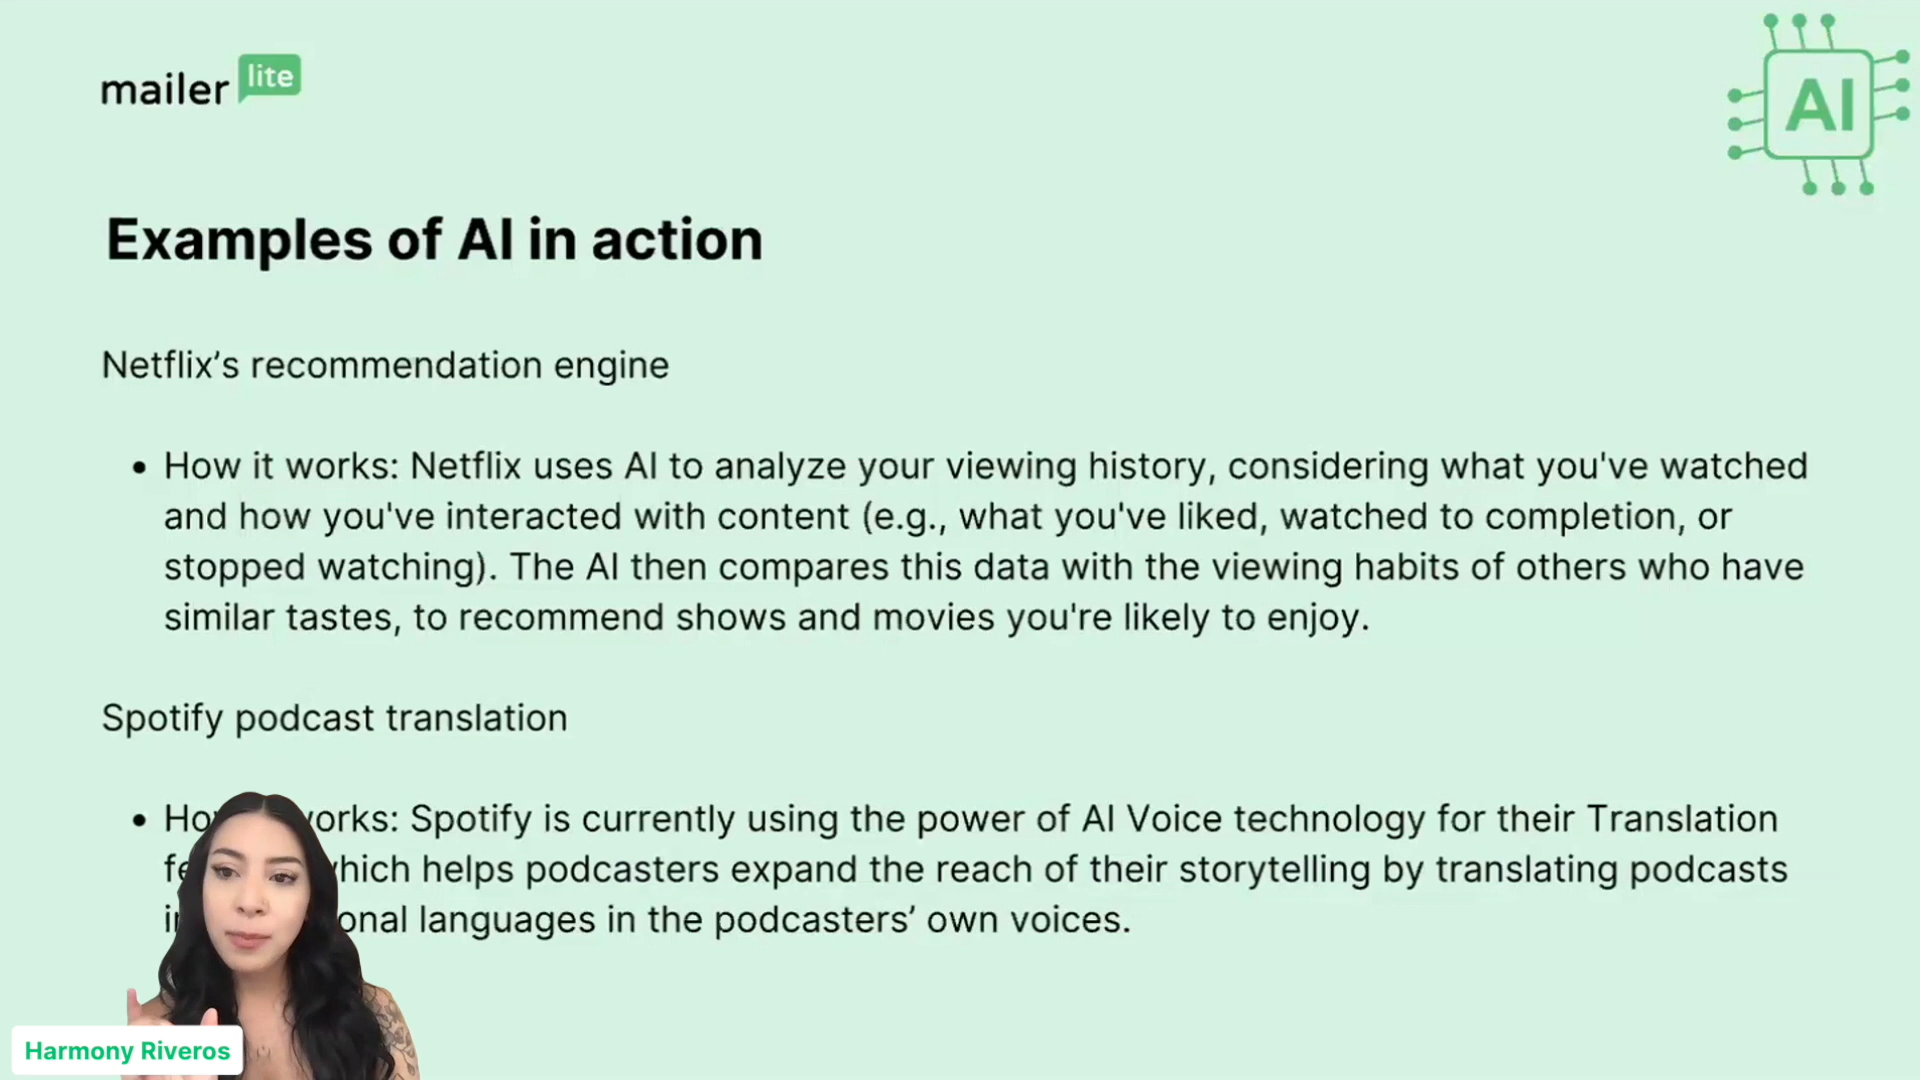 mailer lite
AI
Examples of AI in action
Netflix’s recommendation engine
• How it works: Netflix uses AI to analyze your viewing history, considering what you've watched
and how you've interacted with content (e.g., what you've liked, watched to completion, or
stopped watching). The AI then compares this data with the viewing habits of others who have
similar tastes, to recommend shows and movies you're likely to enjoy.
Spotify podcast translation
• works: Spotify is currently using the power of AI Voice technology for their Translation
which helps podcasters expand the reach of their storytelling by translating podcasts
languages in the podcasters’ own voices.
Harmony Riveros